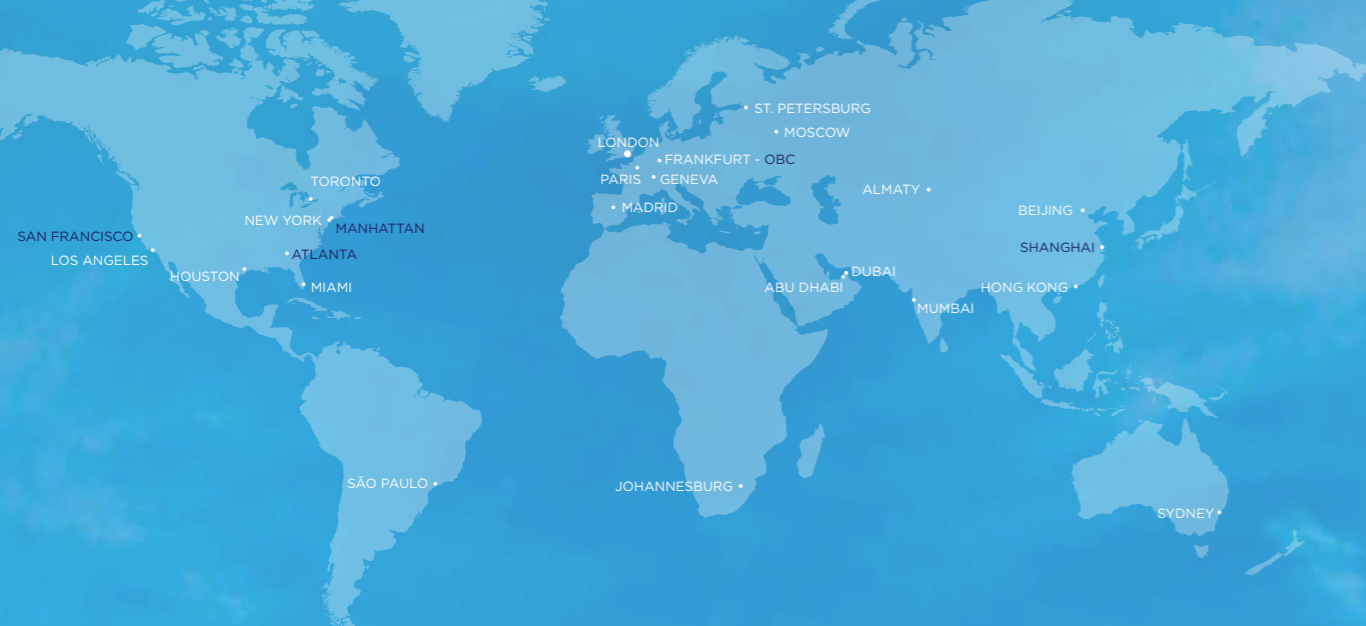 ST. PETERSBURG
MOSCOW
LONDON
FRANKFURT - OBC
PARIS
GENEVA
TORONTO
ALMATY
MADRID
BEIJING
NEW YORK
MANHATTAN
SAN FRANCISCO
SHANGHAI
ATLANTA
LOS ANGELES
DUBAI
HOUSTON
MIAMI
ABU DHABI
HONG KONG
MUMBAI
SÃO PAULO
JOHANNESBURG
SYDNEY